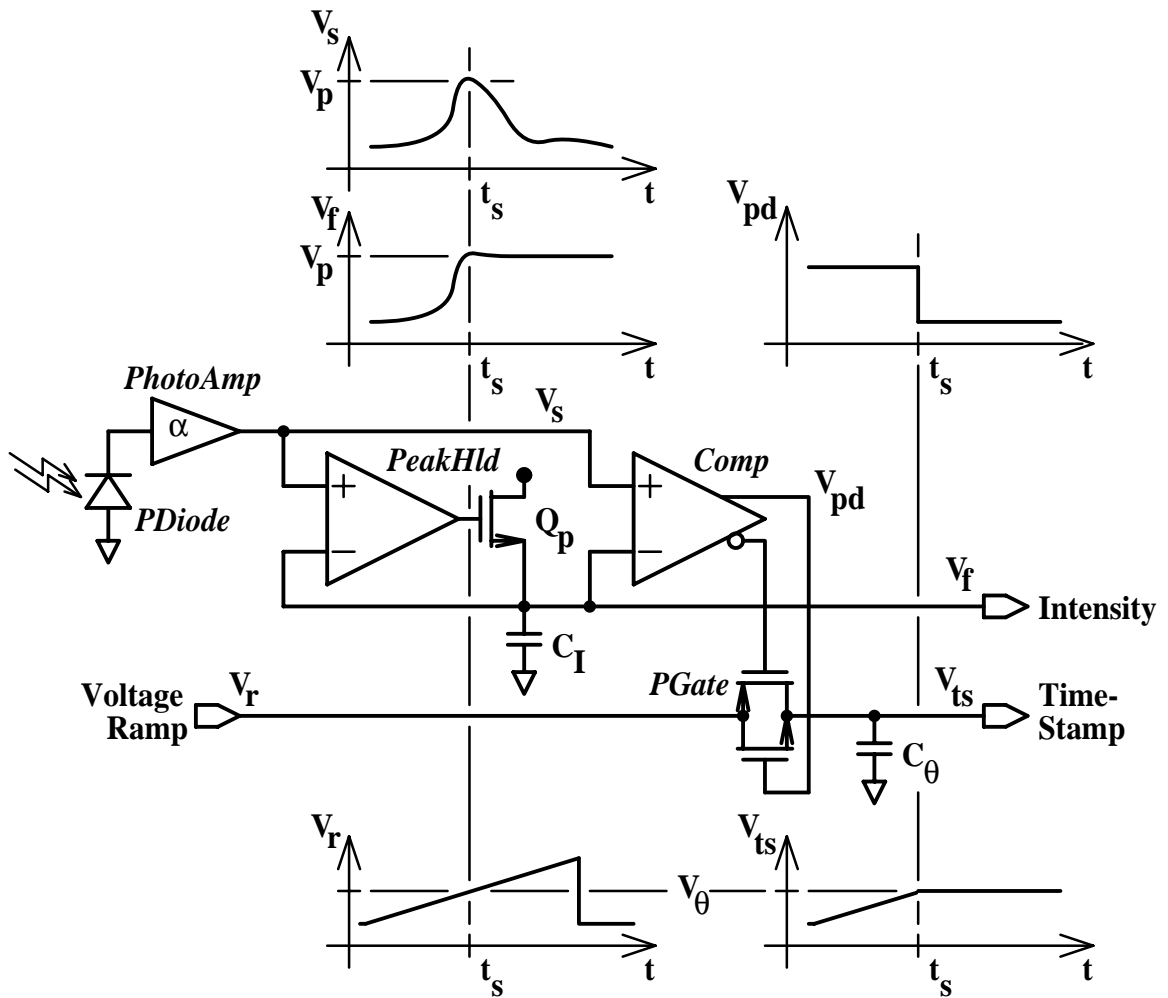 Vs
Vp
ts t
Vf
Vp
ts t
Vpd
ts t
PhotoAmp
α
PDiode
Vs
PeakHld
+
−
Qp
CI
Comp
+
−
Vpd
Vf
Intensity
Voltage
Ramp
Vr
PGate
Vts
Time-
Stamp
Cθ
Vr
Vθ
ts t
Vts
ts t